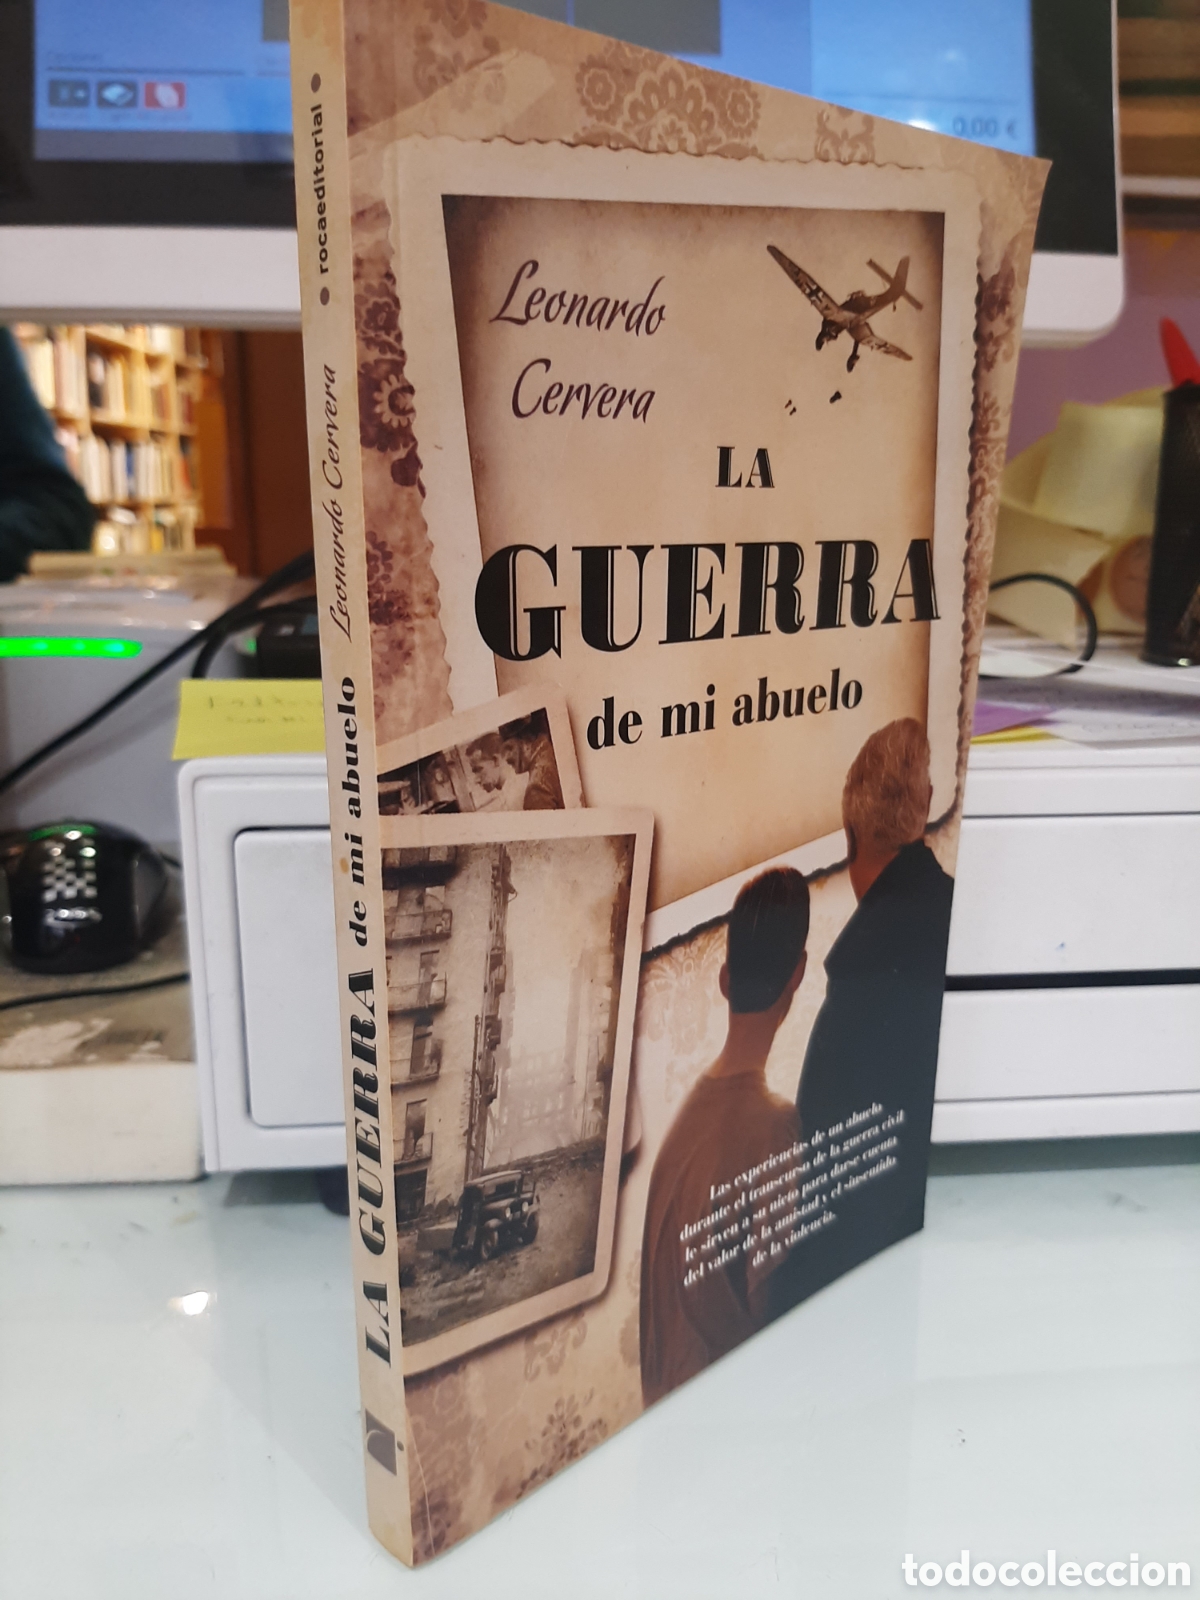 0,00 €
Leonardo
Cervera
LA
GUERRA
de mi abuelo
Las experiencias de un abuelo
durante el transcurso de la guerra civil
le sirven a su nieto para darse cuenta
del valor de la amistad y el sinsentido
de la violencia.
LA GUERRA de mi abuelo Leonardo Cervera • rocaeditorial •
todocoleccion